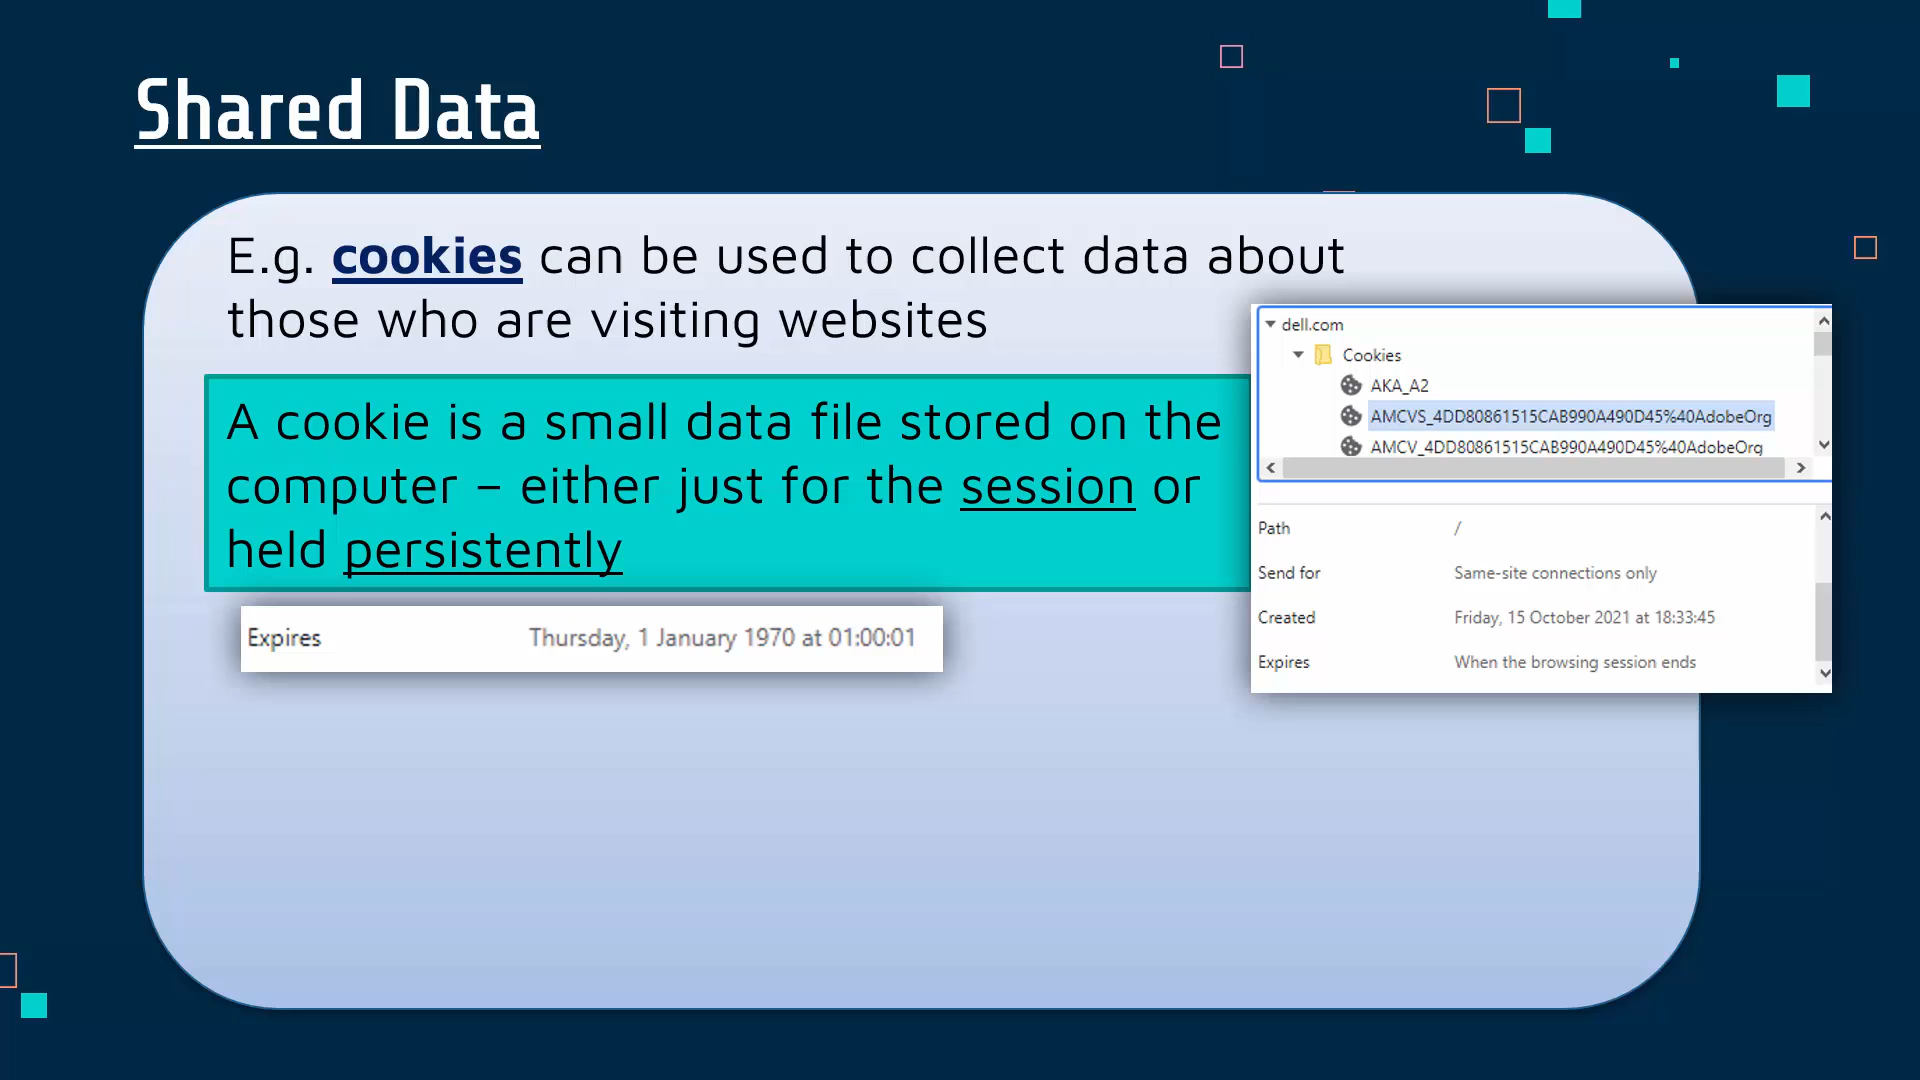 Shared Data
E.g. cookies can be used to collect data about
those who are visiting websites
A cookie is a small data file stored on the
computer – either just for the session or
held persistently
Expires Thursday, 1 January 1970 at 01:00:01
dell.com
Cookies
AKA_A2
AMCVS_4DD80861515CAB990A490D45%40AdobeOrg
AMCV_4DD80861515CAB990A490D45%40AdobeOrg
Path /
Send for Same-site connections only
Created Friday, 15 October 2021 at 18:33:45
Expires When the browsing session ends